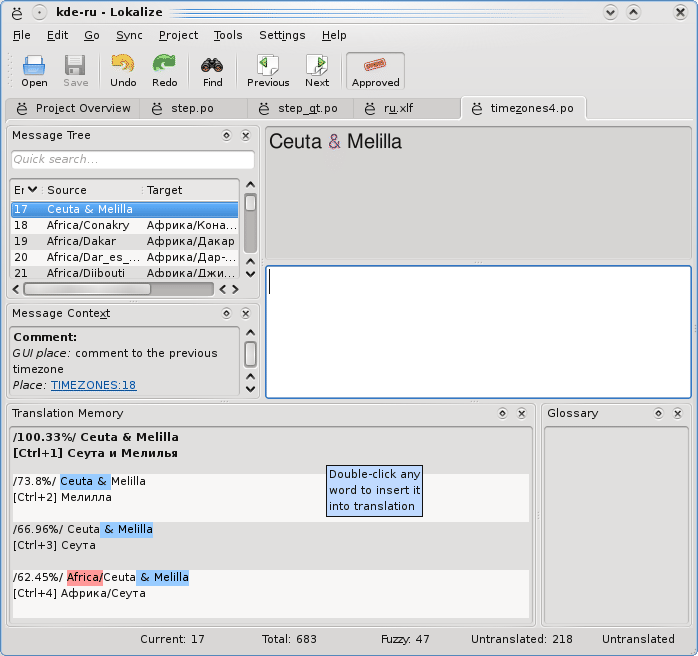 kde-ru - Lokalize
File Edit Go Sync Project Tools Settings Help
Open Save Undo Redo Find Previous Next Approved
Project Overview step.po step_qt.po ru.xlf timezones4.po
Message Tree
Quick search...
Er Source Target
17 Ceuta & Melilla
18 Africa/Conakry Африка/Кона...
19 Africa/Dakar Африка/Дакар
20 Africa/Dar_es_... Африка/Дар-...
21 Africa/Djibouti Африка/Джи...
Ceuta & Melilla
Message Context
Comment:
GUI place: comment to the previous
timezone
Place: TIMEZONES:18
Translation Memory
/100.33%/ Ceuta & Melilla
[Ctrl+1] Сеута и Мелилья
/73.8%/ Ceuta & Melilla
[Ctrl+2] Мелилла
/66.96%/ Ceuta & Melilla
[Ctrl+3] Сеута
/62.45%/ Africa/Ceuta & Melilla
[Ctrl+4] Африка/Сеута
Double-click any
word to insert it
into translation
Glossary
Current: 17 Total: 683 Fuzzy: 47 Untranslated: 218 Untranslated